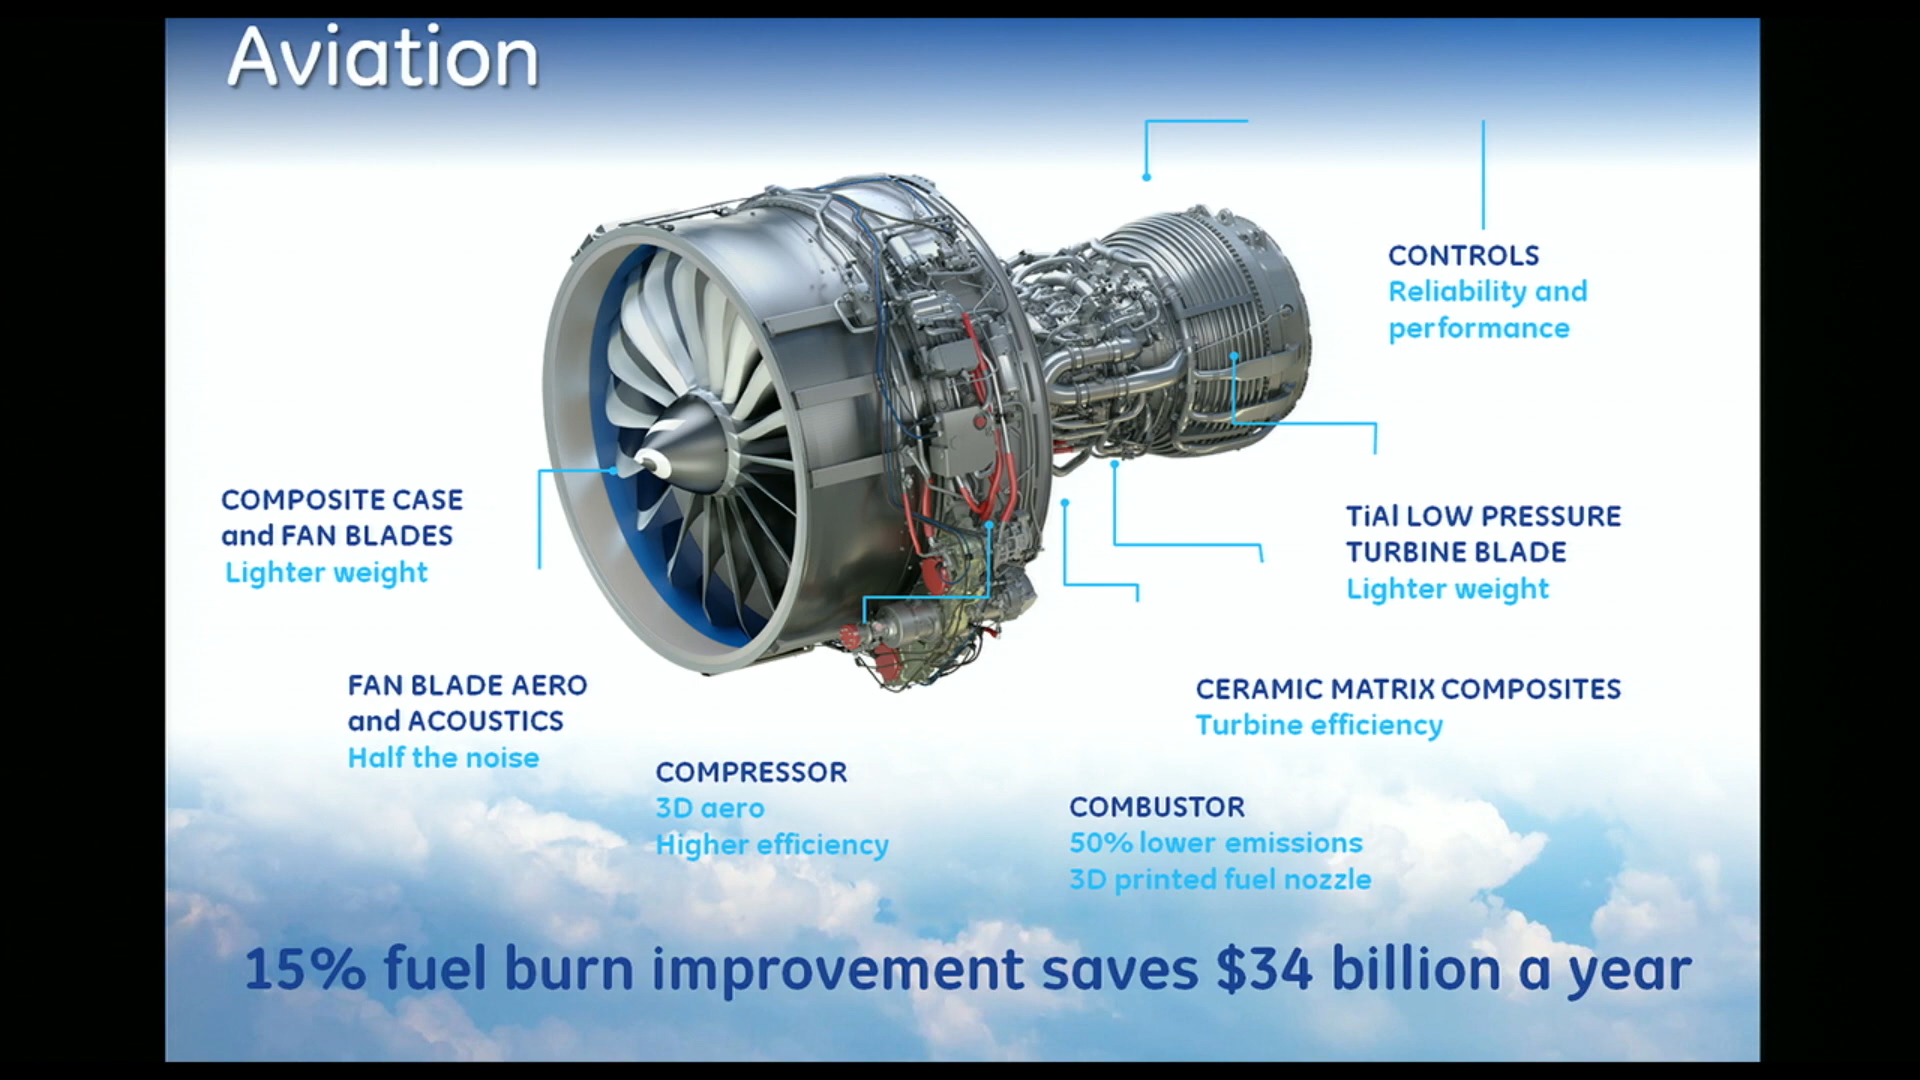 Aviation
CONTROLS
Reliability and
performance
COMPOSITE CASE
and FAN BLADES
Lighter weight
TiAl LOW PRESSURE
TURBINE BLADE
Lighter weight
FAN BLADE AERO
and ACOUSTICS
Half the noise
CERAMIC MATRIX COMPOSITES
Turbine efficiency
COMPRESSOR
3D aero
Higher efficiency
COMBUSTOR
50% lower emissions
3D printed fuel nozzle
15% fuel burn improvement saves $34 billion a year